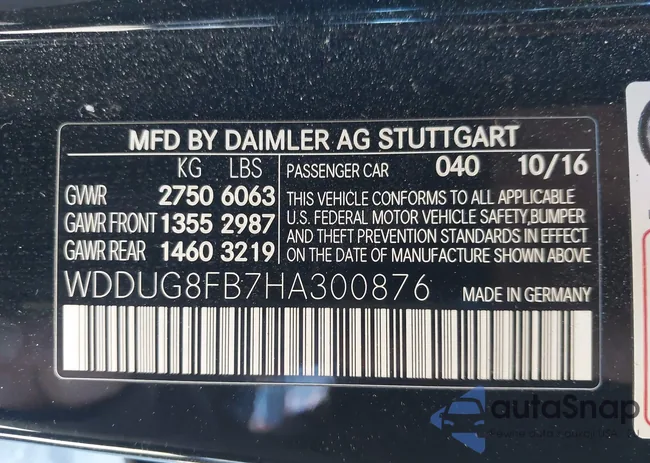 MFD BY DAIMLER AG STUTTGART
KG LBS PASSENGER CAR 040 10/16
GVWR 2750 6063 THIS VEHICLE CONFORMS TO ALL APPLICABLE
GAWR FRONT 1355 2987 U.S. FEDERAL MOTOR VEHICLE SAFETY,BUMPER
GAWR REAR 1460 3219 AND THEFT PREVENTION STANDARDS IN EFFECT
ON THE DATE OF MANUFACTURE SHOWN ABOVE
WDDUG8FB7HA300876 MADE IN GERMANY
autoSnap